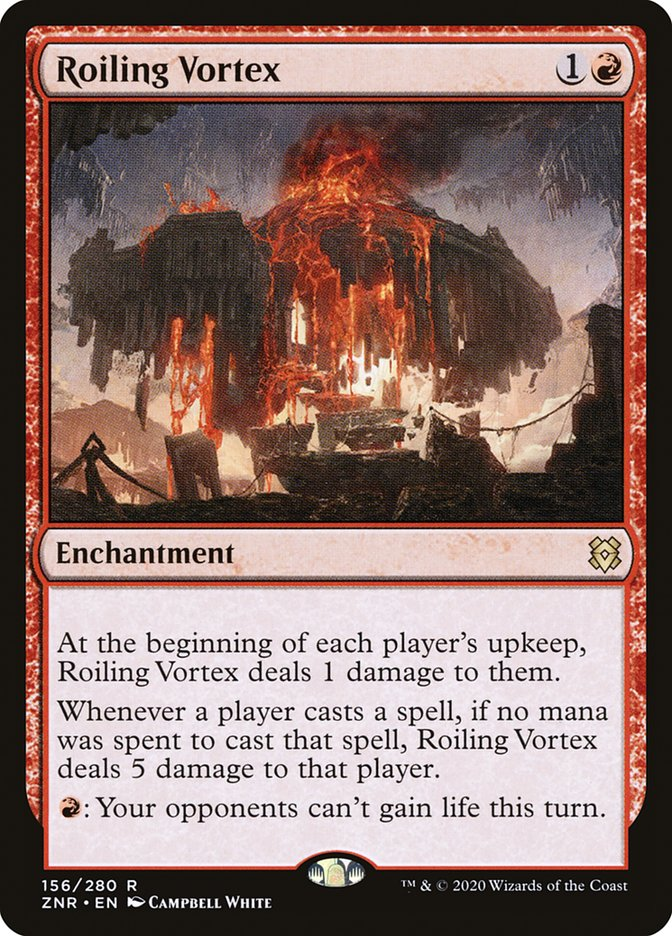 Roiling Vortex 1
Enchantment
At the beginning of each player's upkeep,
Roiling Vortex deals 1 damage to them.
Whenever a player casts a spell, if no mana
was spent to cast that spell, Roiling Vortex
deals 5 damage to that player.
: Your opponents can't gain life this turn.
156/280 R
ZNR • EN Campbell White
™ & © 2020 Wizards of the Coast